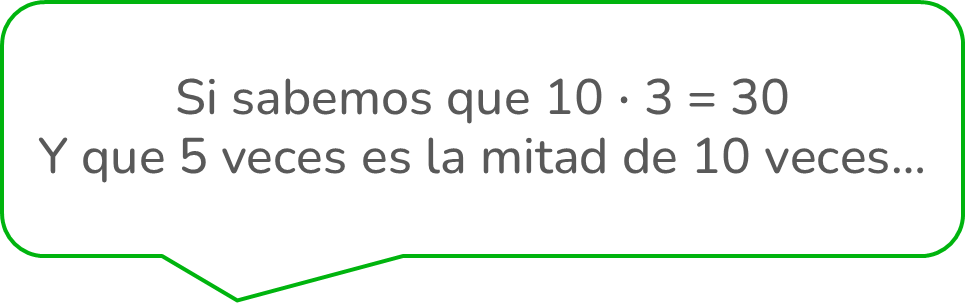 Si sabemos que 10 · 3 = 30
Y que 5 veces es la mitad de 10 veces...